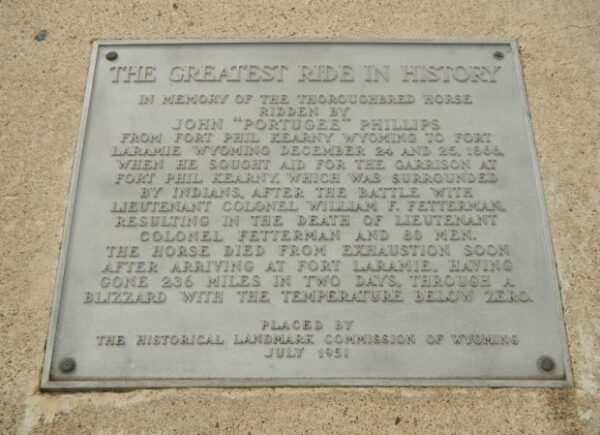 THE GREATEST RIDE IN HISTORY
IN MEMORY OF THE THOROUGHBRED HORSE
RIDDEN BY
JOHN "PORTUGEE" PHILLIPS
FROM FORT PHIL KEARNY WYOMING TO FORT
LARAMIE WYOMING DECEMBER 24 AND 25, 1866,
WHEN HE SOUGHT AID FOR THE GARRISON AT
FORT PHIL KEARNY, WHICH WAS SURROUNDED
BY INDIANS, AFTER THE BATTLE WITH
LIEUTENANT COLONEL WILLIAM F. FETTERMAN,
RESULTING IN THE DEATH OF LIEUTENANT
COLONEL FETTERMAN AND 80 MEN.
THE HORSE DIED FROM EXHAUSTION SOON
AFTER ARRIVING AT FORT LARAMIE, HAVING
GONE 236 MILES IN TWO DAYS, THROUGH A
BLIZZARD WITH THE TEMPERATURE BELOW ZERO.
PLACED BY
THE HISTORICAL LANDMARK COMMISSION OF WYOMING
JULY 1951